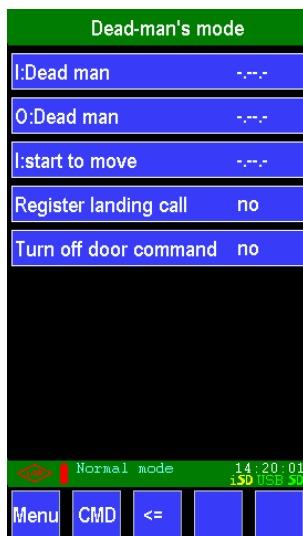 Dead-man's mode
I:Dead man -.--.-
O:Dead man -.--.-
I:start to move -.--.-
Register landing call no
Turn off door command no
Normal mode 14:20:01
iSD USB SD
Menu CMD <=